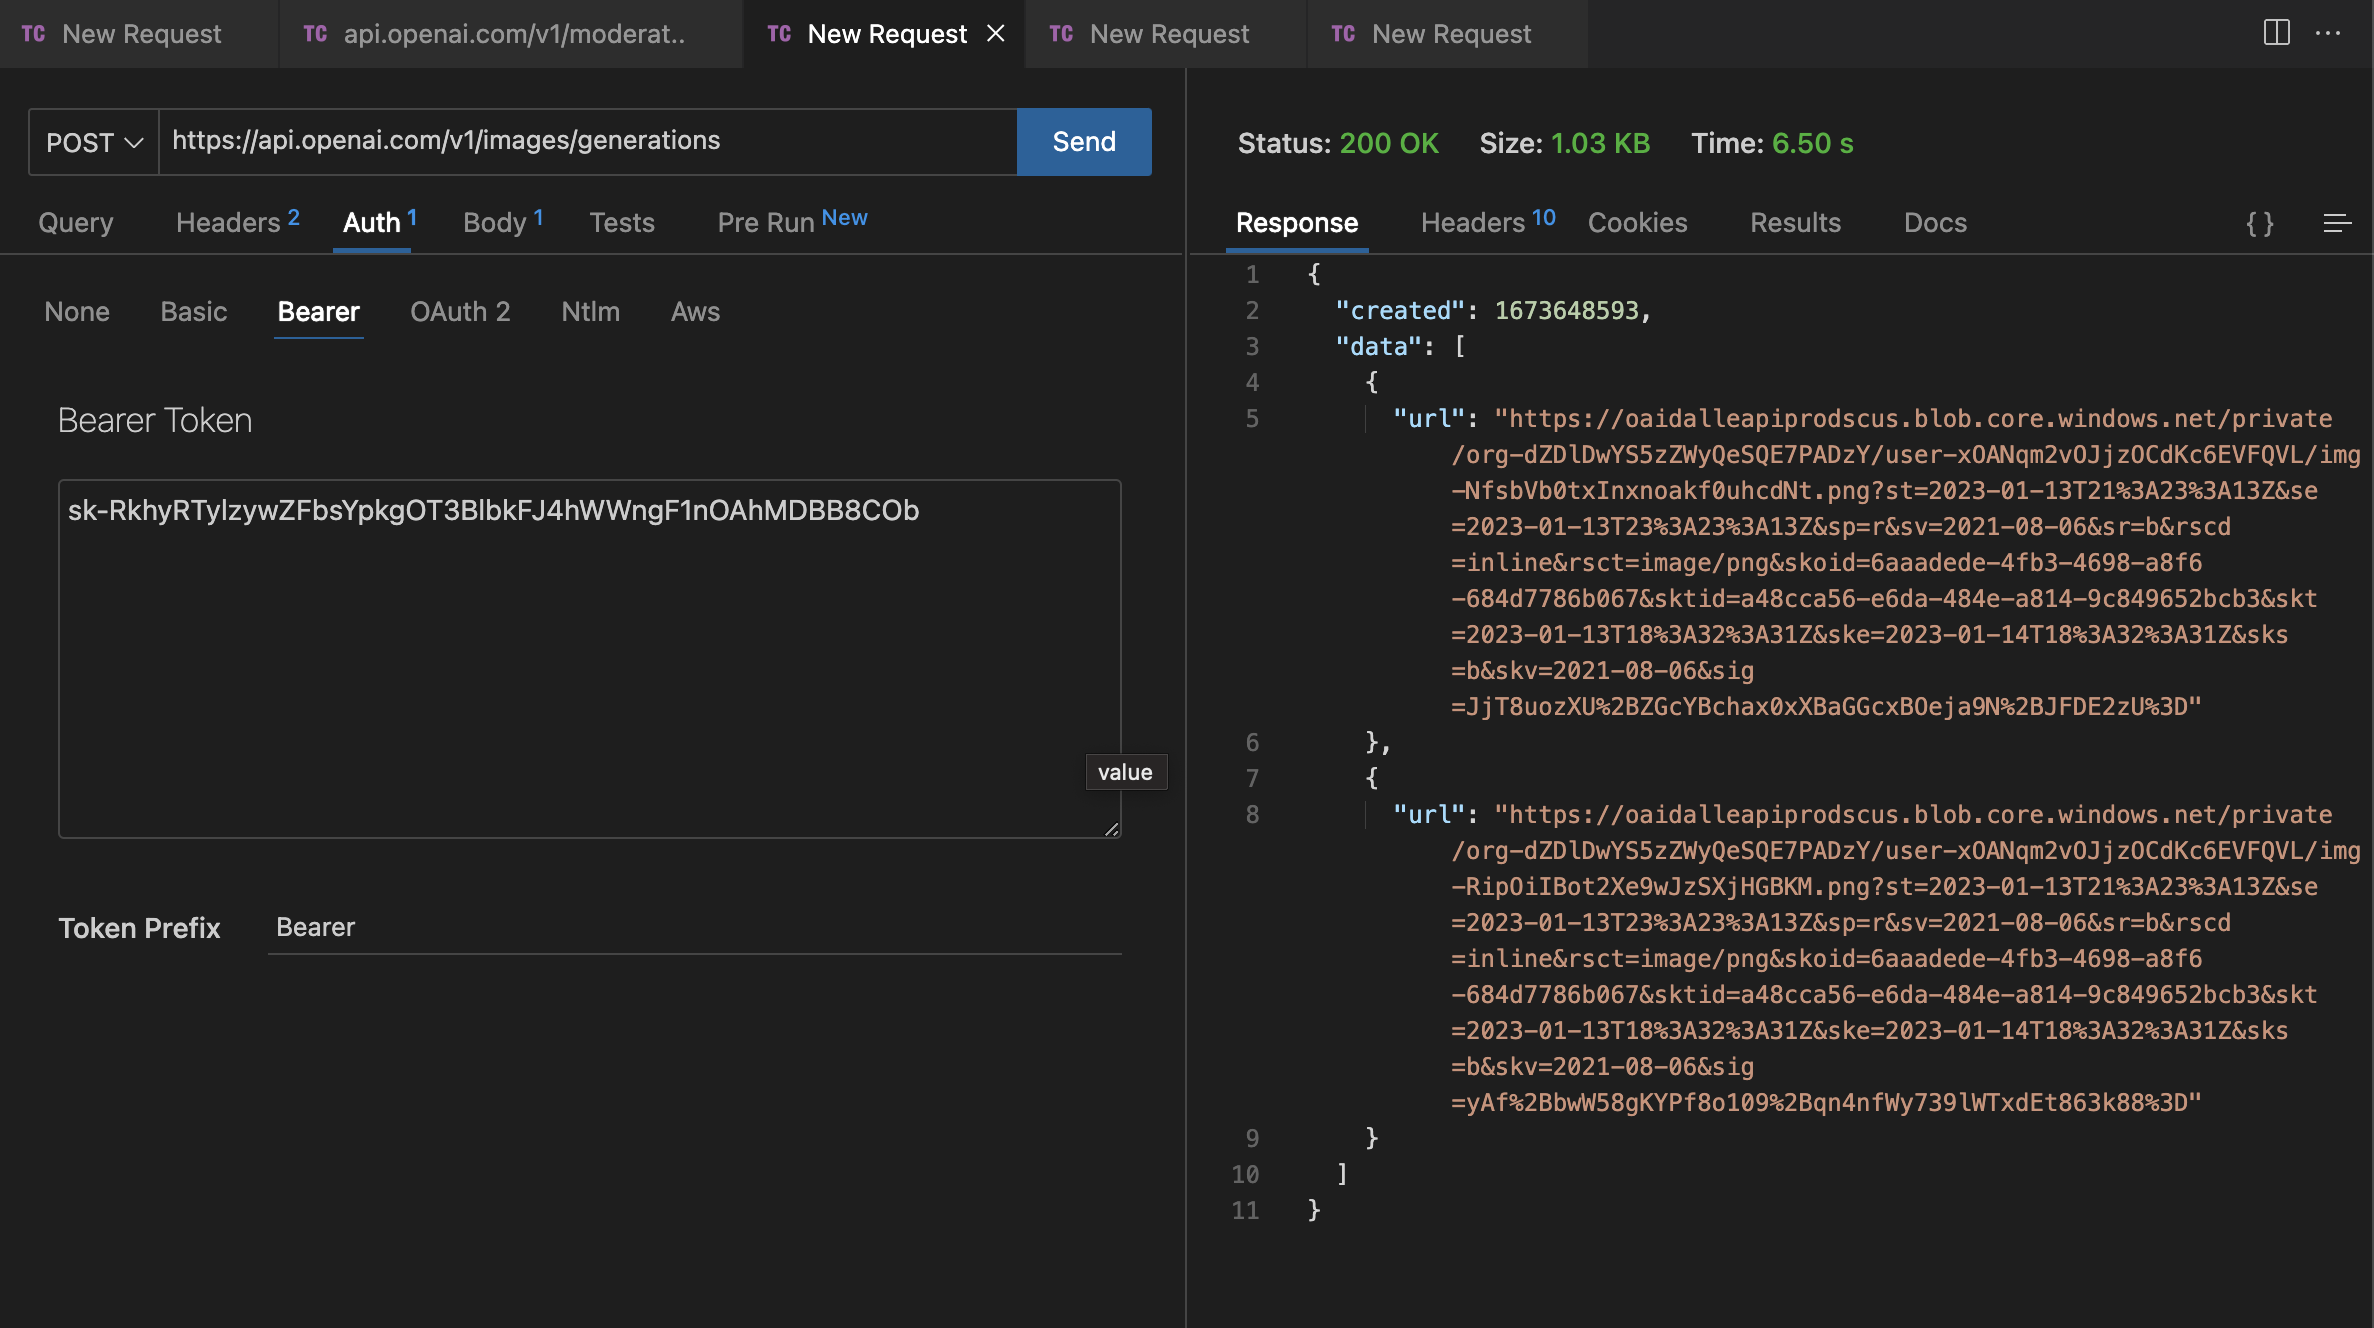 TC New Request
TC api.openai.com/v1/moderat..
TC New Request
TC New Request
TC New Request
POST
https://api.openai.com/v1/images/generations
Send
Query
Headers 2
Auth 1
Body 1
Tests
Pre Run New
None
Basic
Bearer
OAuth 2
Ntlm
Aws
Bearer Token
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
value
Token Prefix
Bearer
Status: 200 OK
Size: 1.03 KB
Time: 6.50 s
Response
Headers 10
Cookies
Results
Docs
{}
1 {
2 "created": 1673648593,
3 "data": [
4 {
5 "url": "https://oaidalleapiprodscus.blob.core.windows.net/private
/org-dZDlDwYS5zZWyQeSQE7PADzY/user-xOANqm2vOJjzOCdKc6EVFQVL/img
-NfsbVb0txInxnoakf0uhcdNt.png?st=2023-01-13T21%3A23%3A13Z&se
=2023-01-13T23%3A23%3A13Z&sp=r&sv=2021-08-06&sr=b&rscd
=inline&rsct=image/png&skoid=6aaadede-4fb3-4698-a8f6
-684d7786b067&sktid=a48cca56-e6da-484e-a814-9c849652bcb3&skt
=2023-01-13T18%3A32%3A31Z&ske=2023-01-14T18%3A32%3A31Z&sks
=b&skv=2021-08-06&sig
=JjT8uozXU%2BZGcYBchax0xXBaGGcxBOeja9N%2BJFDE2zU%3D"
6 },
7 {
8 "url": "https://oaidalleapiprodscus.blob.core.windows.net/private
/org-dZDlDwYS5zZWyQeSQE7PADzY/user-xOANqm2vOJjzOCdKc6EVFQVL/img
-RipOiIBot2Xe9wJzSXjHGBKM.png?st=2023-01-13T21%3A23%3A13Z&se
=2023-01-13T23%3A23%3A13Z&sp=r&sv=2021-08-06&sr=b&rscd
=inline&rsct=image/png&skoid=6aaadede-4fb3-4698-a8f6
-684d7786b067&sktid=a48cca56-e6da-484e-a814-9c849652bcb3&skt
=2023-01-13T18%3A32%3A31Z&ske=2023-01-14T18%3A32%3A31Z&sks
=b&skv=2021-08-06&sig
=yAf%2BbwW58gKYPf8o109%2Bqn4nfWy739lWTxdEt863k88%3D"
9 }
10 ]
11 }